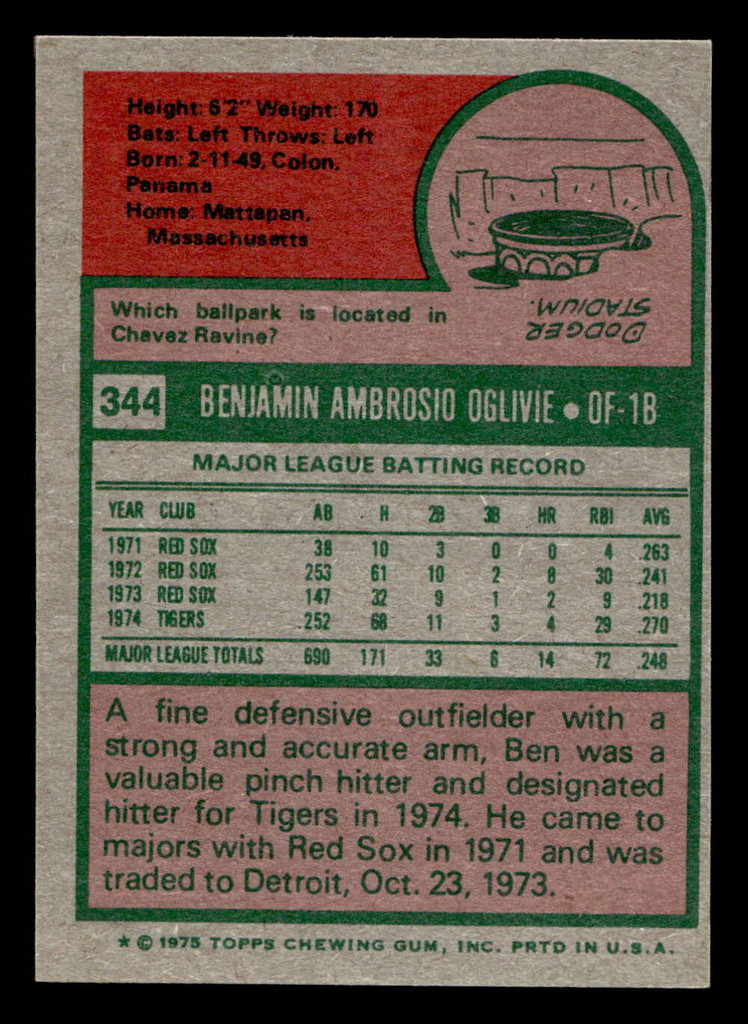 Height: 6'2" Weight: 170
Bats: Left Throws: Left
Born: 2-11-49, Colon,
Panama
Home: Mattapan,
Massachusetts
Which ballpark is located in
Chavez Ravine?
DODGER
STADIUM.
344 BENJAMIN AMBROSIO OGLIVIE • OF-1B
MAJOR LEAGUE BATTING RECORD
YEAR CLUB AB H 2B 3B HR RBI AVG
1971 RED SOX 38 10 3 0 0 4 .263
1972 RED SOX 253 61 10 2 8 30 .241
1973 RED SOX 147 32 9 1 2 9 .218
1974 TIGERS .252 68 11 3 4 29 .270
MAJOR LEAGUE TOTALS 690 171 33 6 14 72 .248
A fine defensive outfielder with a
strong and accurate arm, Ben was a
valuable pinch hitter and designated
hitter for Tigers in 1974. He came to
majors with Red Sox in 1971 and was
traded to Detroit, Oct. 23, 1973.
* © 1975 TOPPS CHEWING GUM, INC. PRTD IN U.S.A.